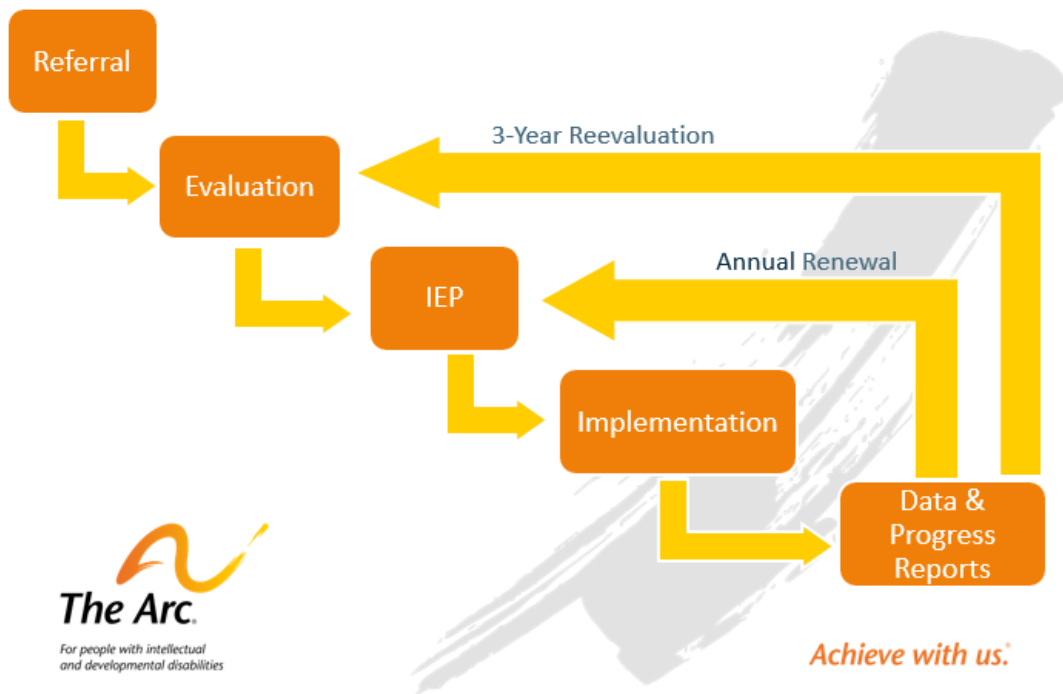 Referral
3-Year Reevaluation
Evaluation
Annual Renewal
IEP
Implementation
Data &
Progress
Reports
The Arc®
For people with intellectual
and developmental disabilities
Achieve with us.®